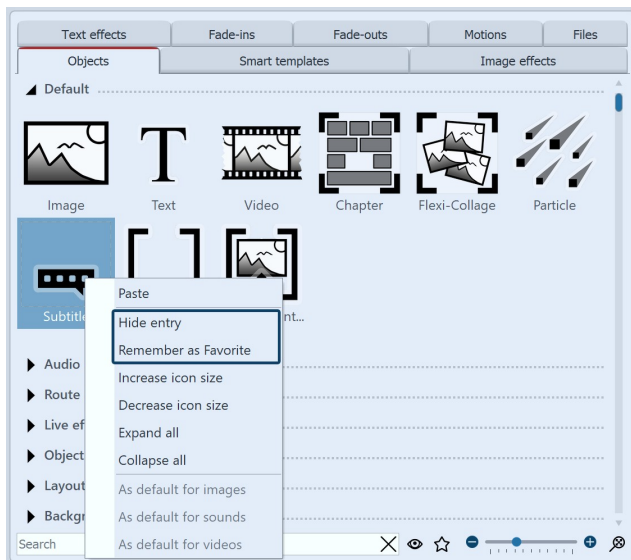 Text effects Fade-ins Fade-outs Motions Files
Objects Smart templates Image effects
Default
Image Text Video Chapter Flexi-Collage Particle
Subtitl nt...
Paste
Hide entry
Remember as Favorite
Audio
Increase icon size
Route
Decrease icon size
Live ef
Expand all
Object
Collapse all
Layout
As default for images
Backgr
As default for sounds
Search
As default for videos